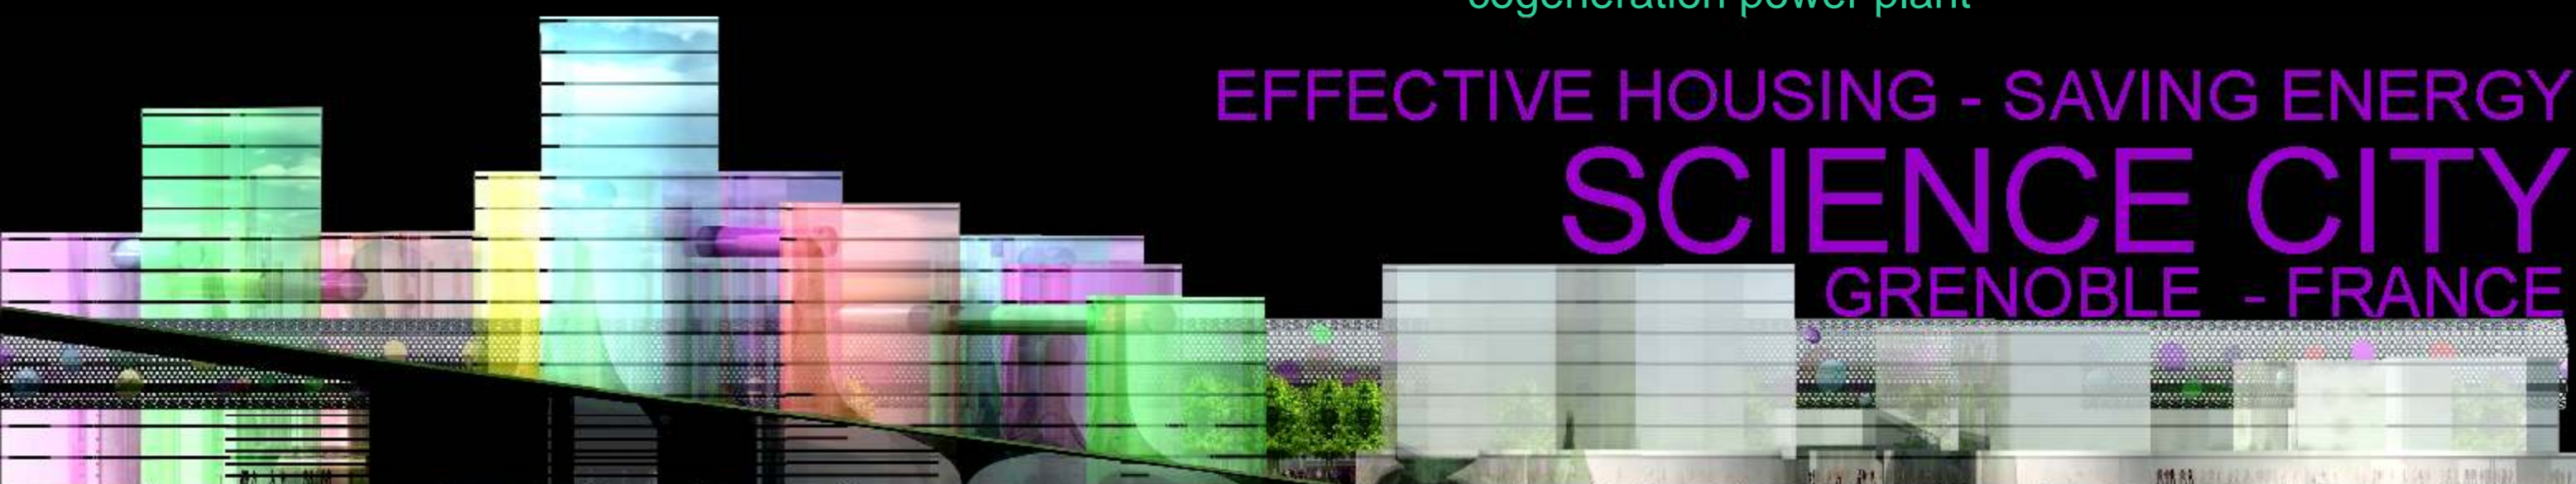 cogeneration power plant
EFFECTIVE HOUSING - SAVING ENERGY
SCIENCE CITY
GRENOBLE - FRANCE